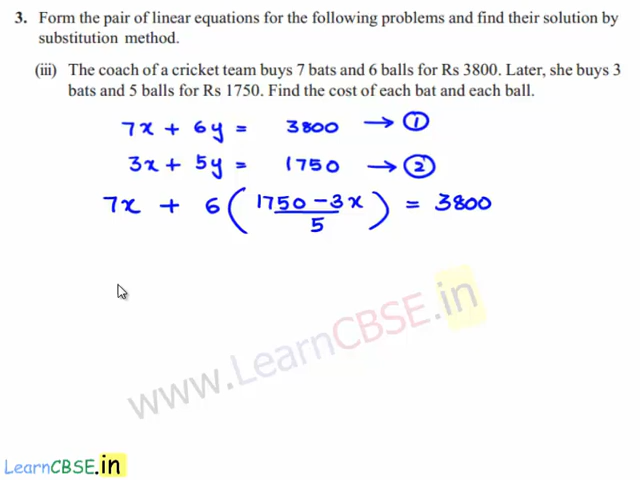 3. Form the pair of linear equations for the following problems and find their solution by
substitution method.
(iii) The coach of a cricket team buys 7 bats and 6 balls for Rs 3800. Later, she buys 3
bats and 5 balls for Rs 1750. Find the cost of each bat and each ball.
7x + 6y = 3800 → ①
3x + 5y = 1750 → ②
7x + 6 ( 1750 - 3x / 5 ) = 3800
www.LearnCBSE.in
LearnCBSE.in